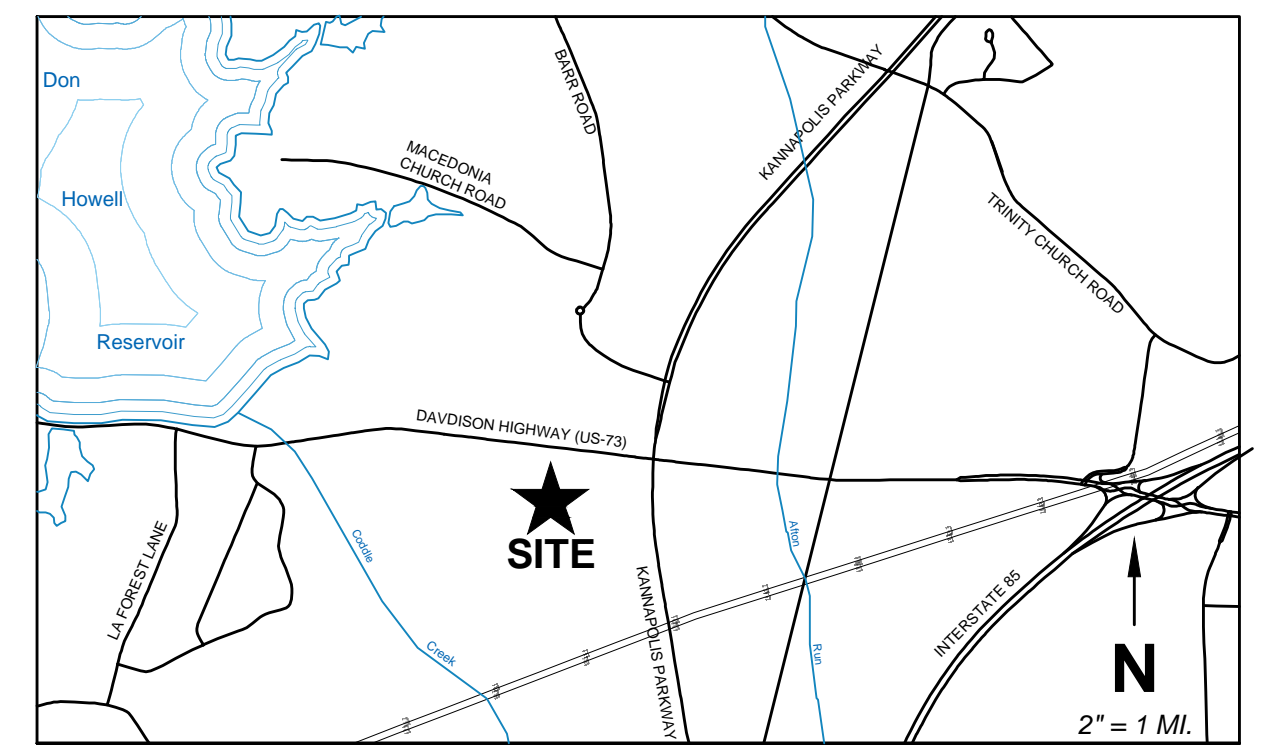 Don
Howell
Reservoir
BARR ROAD
MACEDONIA
CHURCH ROAD
KANNAPOLIS PARKWAY
TRINITY CHURCH ROAD
DAVDISON HIGHWAY (US-73)
SITE
LA FOREST LANE
Coddle
Creek
Afton
Run
KANNAPOLIS PARKWAY
INTERSTATE 85
N
2" = 1 MI.